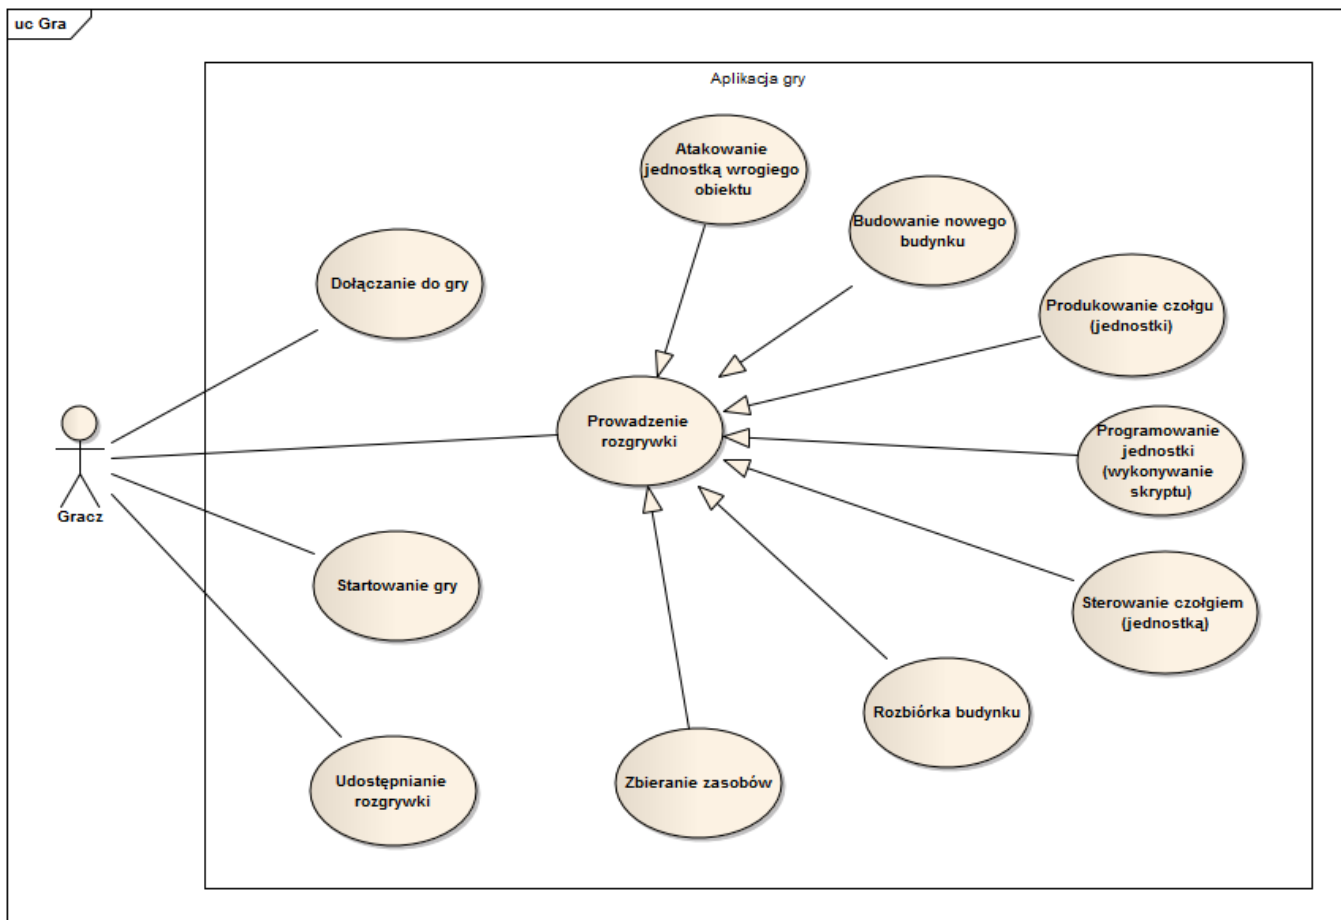 uc Gra
Aplikacja gry
Atakowanie
jednostką wrogiego
obiektu
Budowanie nowego
budynku
Dołączanie do gry
Produkowanie czołgu
(jednostki)
Prowadzenie
rozgrywki
Programowanie
jednostki
(wykonywanie
skryptu)
Gracz
Startowanie gry
Sterowanie czołgiem
(jednostką)
Rozbiórka budynku
Udostępnianie
rozgrywki
Zbieranie zasobów